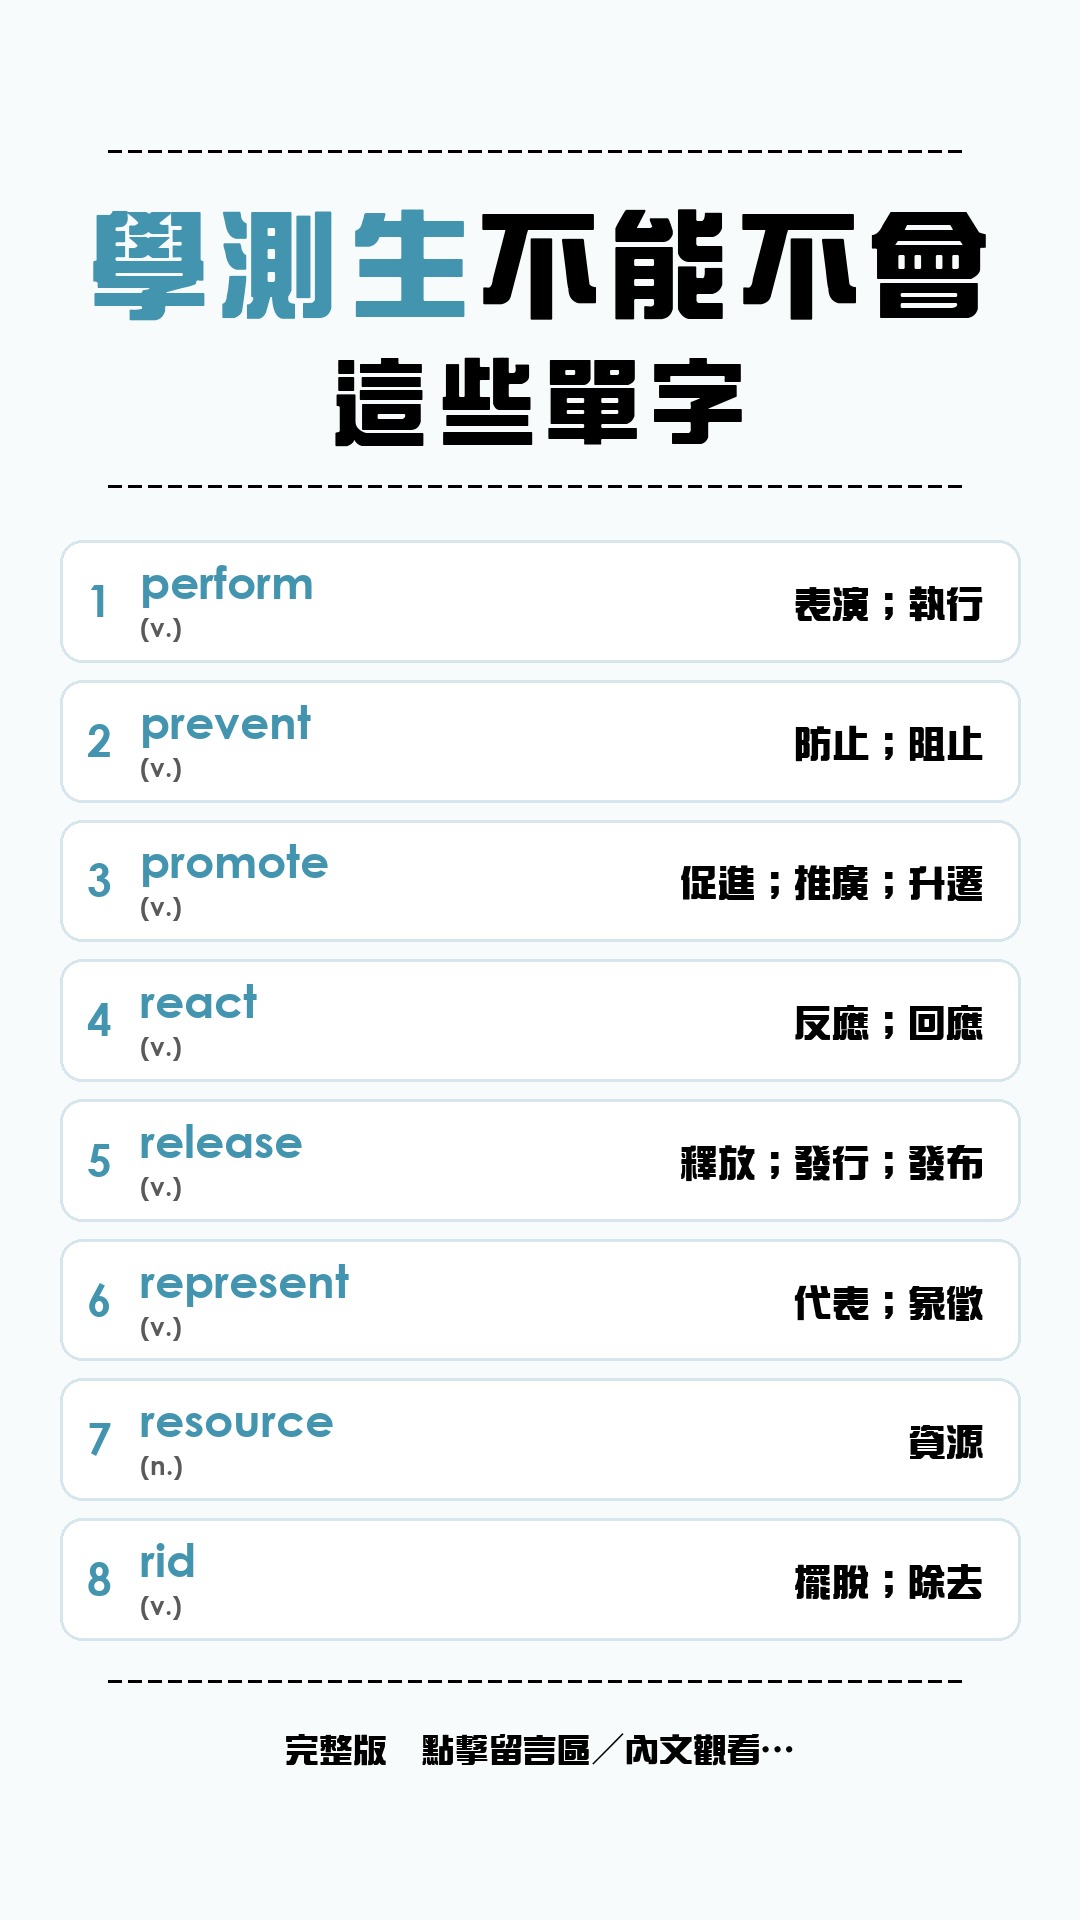 學測生不能不會
這些單字
1 perform 表演；執行
(v.)
2 prevent 防止；阻止
(v.)
3 promote 促進；推廣；升遷
(v.)
4 react 反應；回應
(v.)
5 release 釋放；發行；發布
(v.)
6 represent 代表；象徵
(v.)
7 resource 資源
(n.)
8 rid 擺脫；除去
(v.)
完整版　點擊留言區／內文觀看…